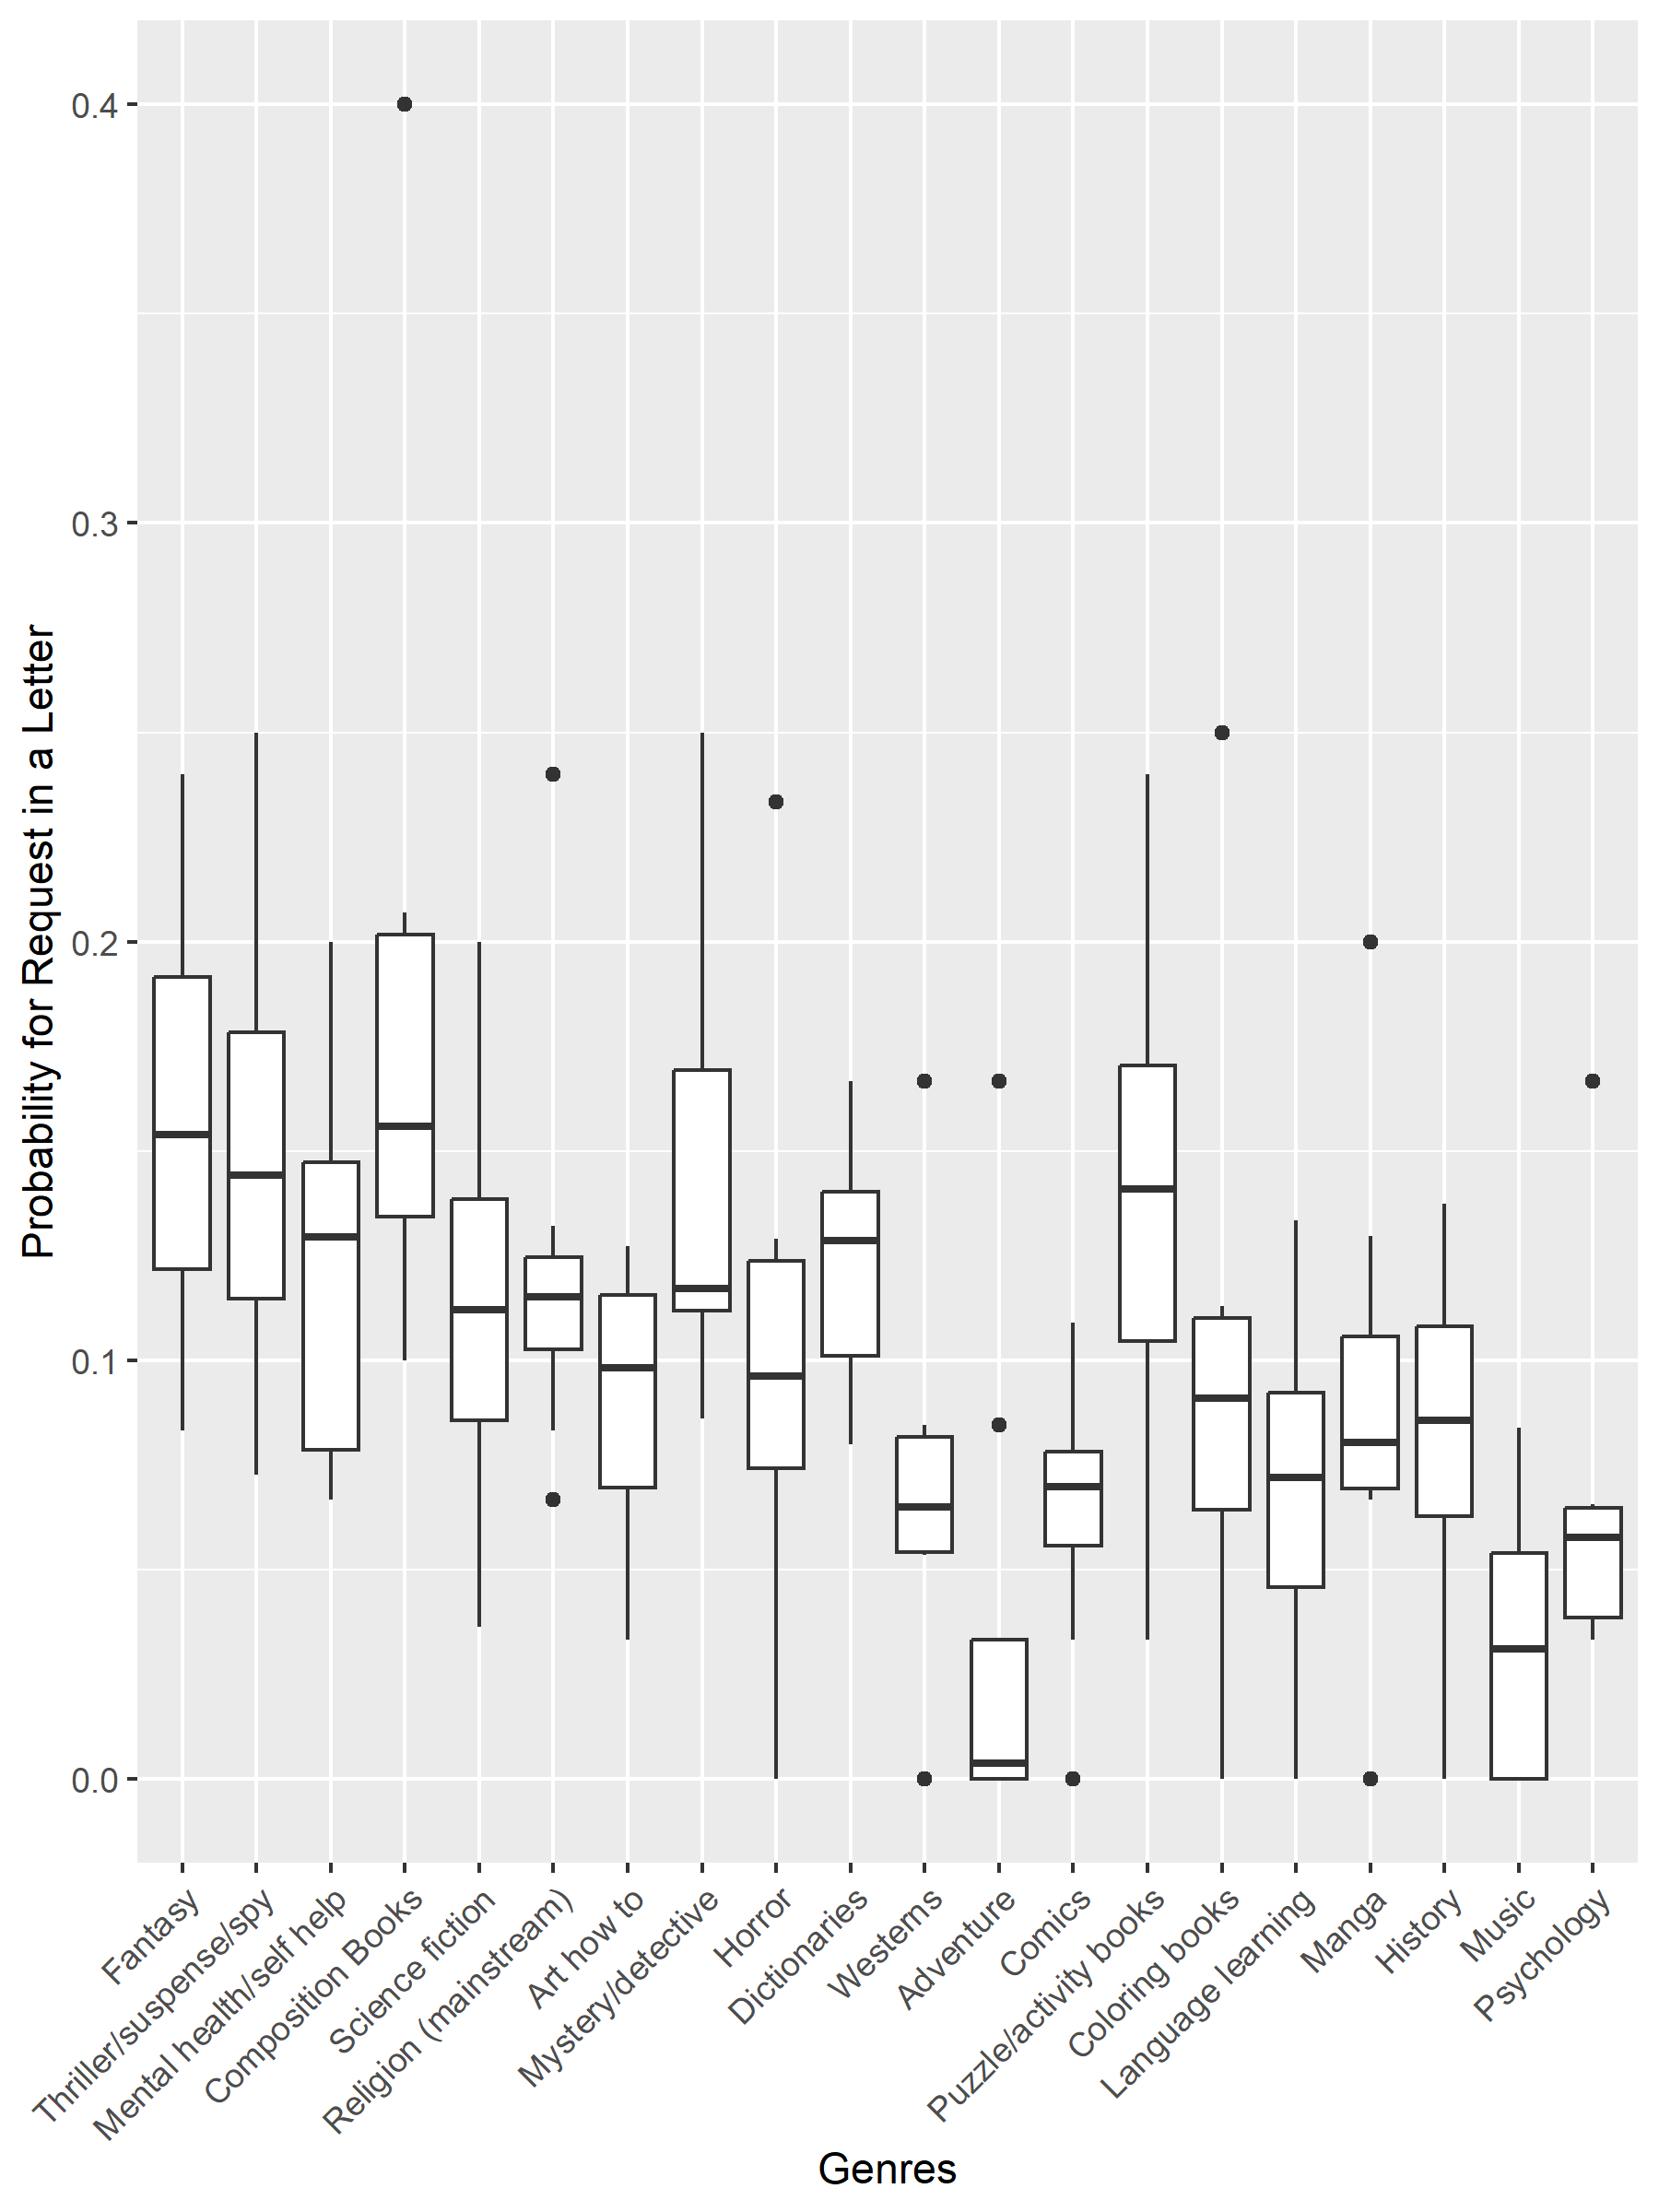 Probability for Request in a Letter
0.4
0.3
0.2
0.1
0.0
Fantasy
Thriller/suspense/spy
Mental health/self help
Composition Books
Science fiction
Religion (mainstream)
Art how to
Mystery/detective
Horror
Dictionaries
Westerns
Adventure
Comics
Puzzle/activity books
Coloring books
Language learning
Manga
History
Music
Psychology
Genres